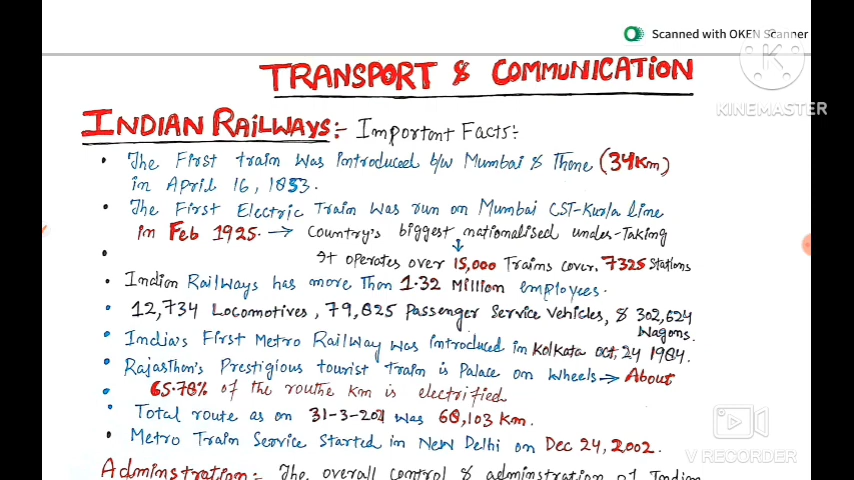 Scanned with OKEN Scanner
KINEMASTER
TRANSPORT & COMMUNICATION
INDIAN RAILWAYS:- Important Facts:
• The First train was introduced b/w Mumbai & Thane (34Km)
in April 16, 1853.
• The First Electric Train was run on Mumbai CST-Kurla line
in Feb 1925. → Country's biggest nationalised under-Taking
• It operates over 15,000 Trains cover. 7325 Stations
• Indian Railways has more Than 1.32 Million employees.
• 12,734 Locomotives, 79,825 Passenger Service Vehicles, & 302,624
Wagons.
• India's First Metro Railway was introduced in Kolkata Oct, 24 1984.
• Rajasthan's Prestigious tourist Train is Palace on Wheels → About
• 65.78% of the routhe Km is electrified
• Total route as on 31-3-2021 was 68,103 Km.
• Metro Train Service Started in New Delhi on Dec 24, 2002.
V RECORDER
Adminstration:- The overall control & adminstration of Indian